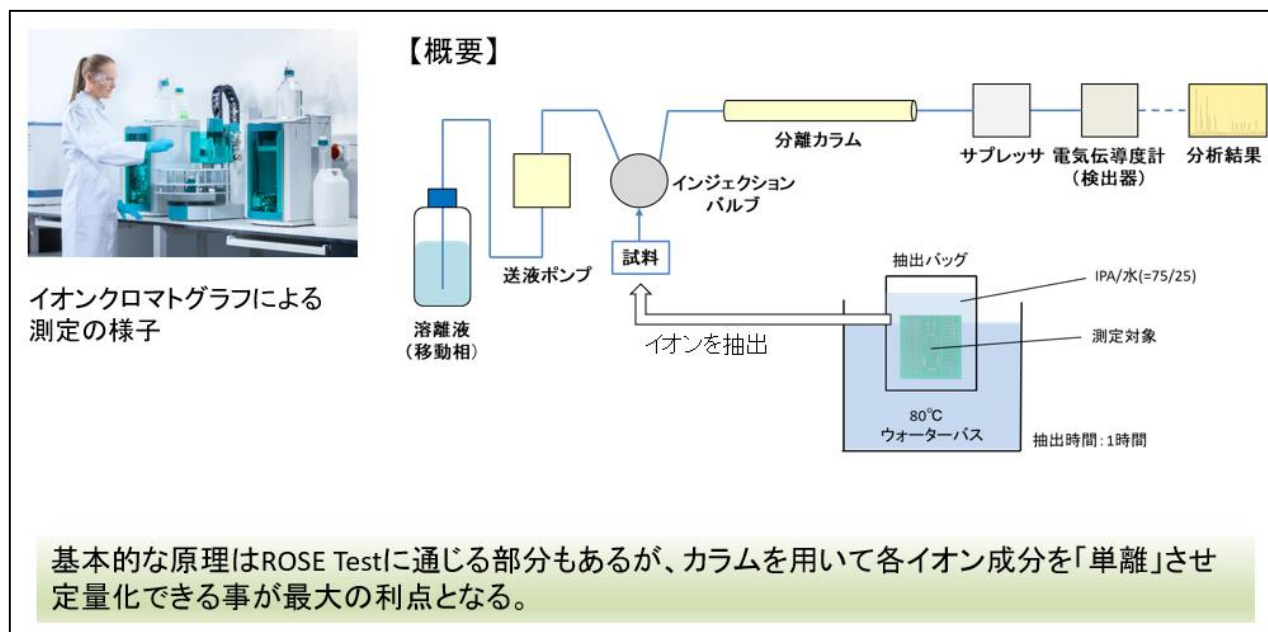 【概要】
分離カラム
サプレッサ
電気伝導度計
(検出器)
分析結果
インジェクション
バルブ
送液ポンプ
試料
溶離液
(移動相)
イオンを抽出
抽出バッグ
IPA/水(=75/25)
測定対象
80℃
ウォーターバス
抽出時間:1時間
イオンクロマトグラフによる
測定の様子
基本的な原理はROSE Testに通じる部分もあるが、カラムを用いて各イオン成分を「単離」させ
定量化できる事が最大の利点となる。